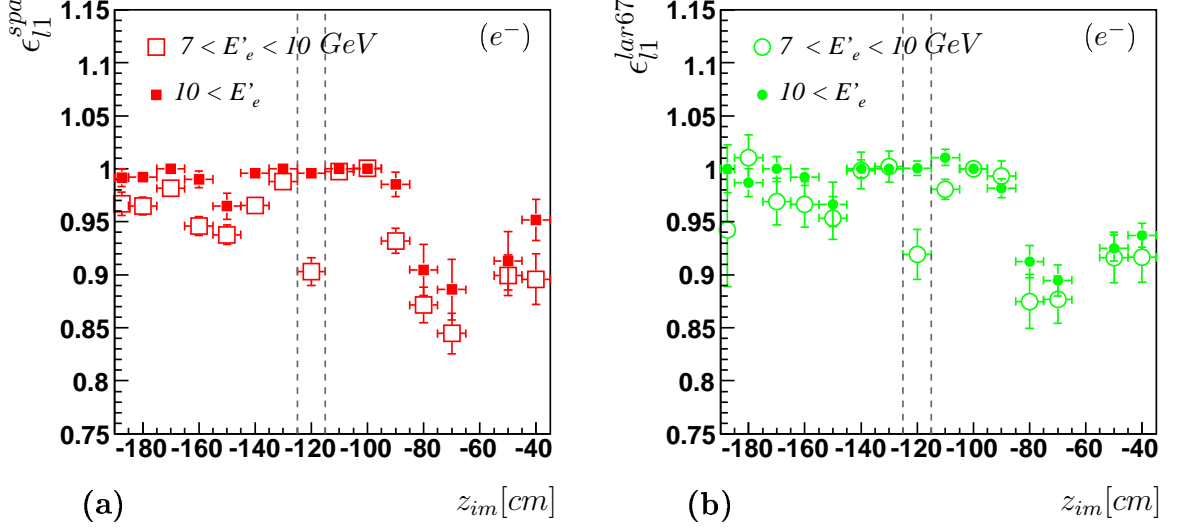 ϵ_{l1}^{spa
(e⁻)
7 < E'_e < 10 GeV
10 < E'_e
1.15
1.1
1.05
1
0.95
0.9
0.85
0.8
0.75
-180 -160 -140 -120 -100 -80 -60 -40
(a)
z_{im}[cm]
ϵ_{l1}^{lar67
(e⁻)
7 < E'_e < 10 GeV
10 < E'_e
1.15
1.1
1.05
1
0.95
0.9
0.85
0.8
0.75
-180 -160 -140 -120 -100 -80 -60 -40
(b)
z_{im}[cm]